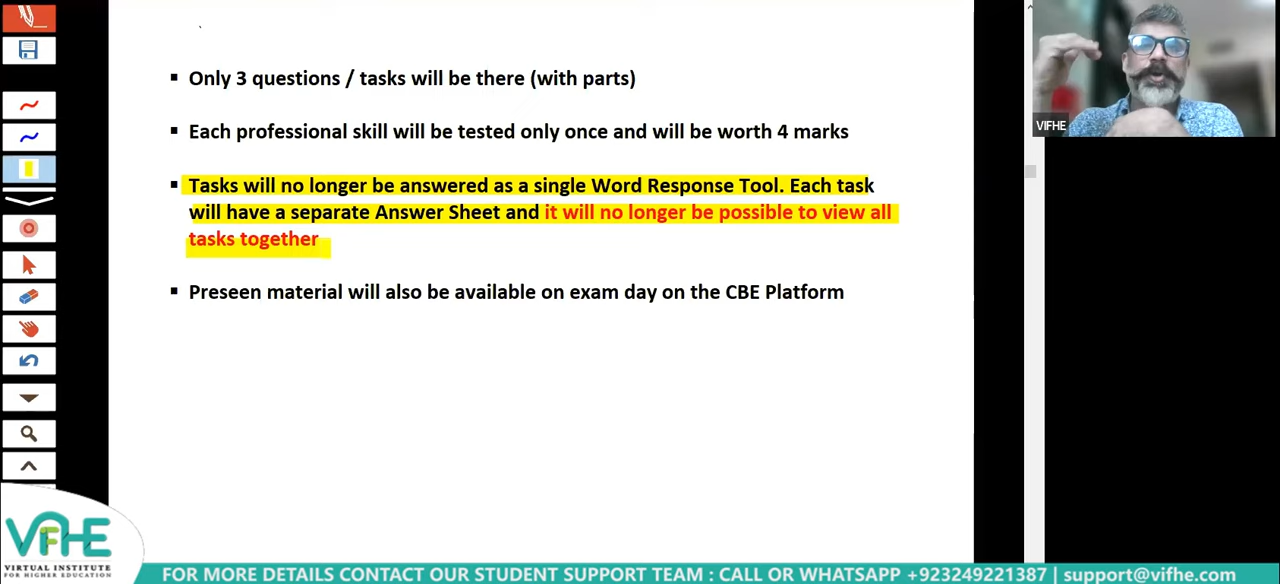 ▪ Only 3 questions / tasks will be there (with parts)
▪ Each professional skill will be tested only once and will be worth 4 marks
▪ Tasks will no longer be answered as a single Word Response Tool. Each task
will have a separate Answer Sheet and it will no longer be possible to view all
tasks together
▪ Preseen material will also be available on exam day on the CBE Platform
VIFHE
VIFHE
VIRTUAL INSTITUTE
FOR HIGHER EDUCATION
FOR MORE DETAILS CONTACT OUR STUDENT SUPPORT TEAM : CALL OR WHATSAPP +923249221387 | support@vifhe.com